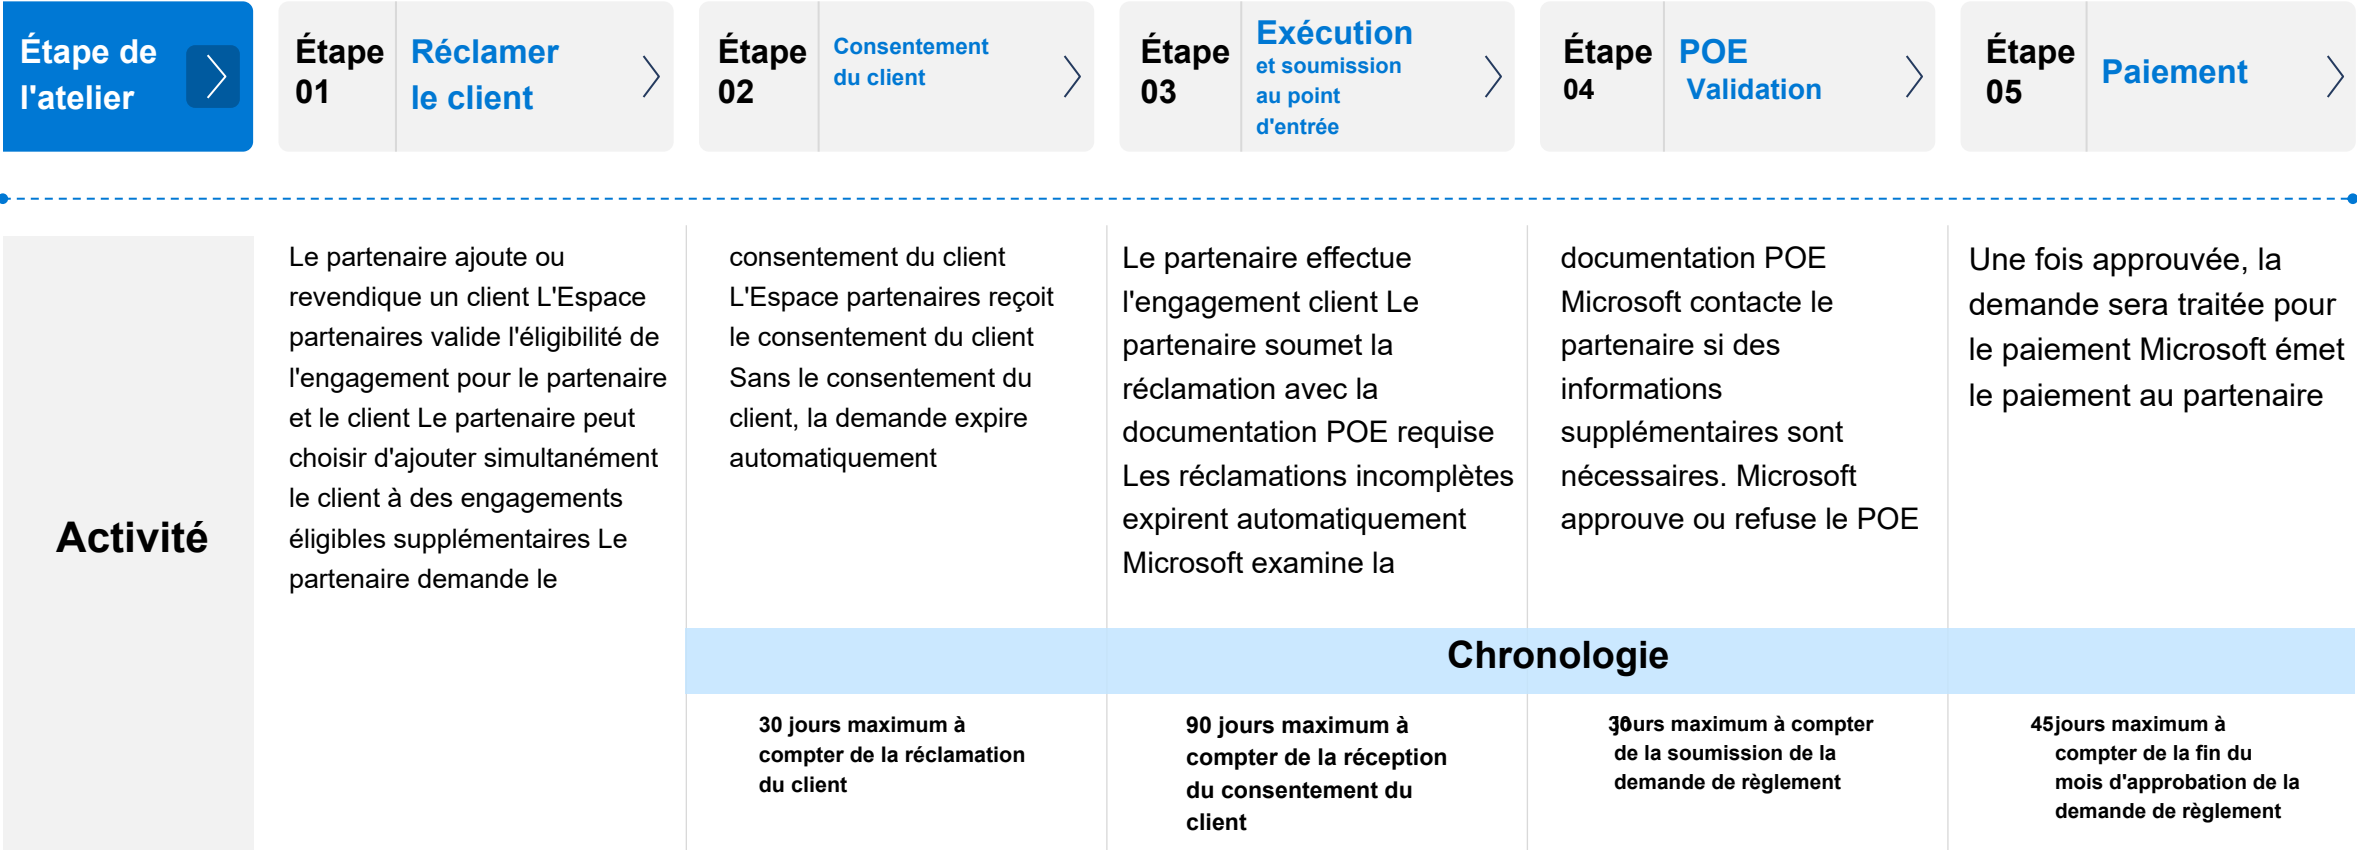 Étape de
l'atelier
Étape
01
Réclamer
le client
Étape
02
Consentement
du client
Étape
03
Exécution
et soumission
au point
d'entrée
Étape
04
POE
Validation
Étape
05
Paiement
Activité
Le partenaire ajoute ou
revendique un client L'Espace
partenaires valide l'éligibilité de
l'engagement pour le partenaire
et le client Le partenaire peut
choisir d'ajouter simultanément
le client à des engagements
éligibles supplémentaires Le
partenaire demande le
consentement du client
L'Espace partenaires reçoit
le consentement du client
Sans le consentement du
client, la demande expire
automatiquement
Le partenaire effectue
l'engagement client Le
partenaire soumet la
réclamation avec la
documentation POE requise
Les réclamations incomplètes
expirent automatiquement
Microsoft examine la
documentation POE
Microsoft contacte le
partenaire si des
informations
supplémentaires sont
nécessaires. Microsoft
approuve ou refuse le POE
Une fois approuvée, la
demande sera traitée pour
le paiement Microsoft émet
le paiement au partenaire
Chronologie
30 jours maximum à
compter de la réclamation
du client
90 jours maximum à
compter de la réception
du consentement du
client
30 jours maximum à compter
de la soumission de la
demande de règlement
45 jours maximum à
compter de la fin du
mois d'approbation de la
demande de règlement